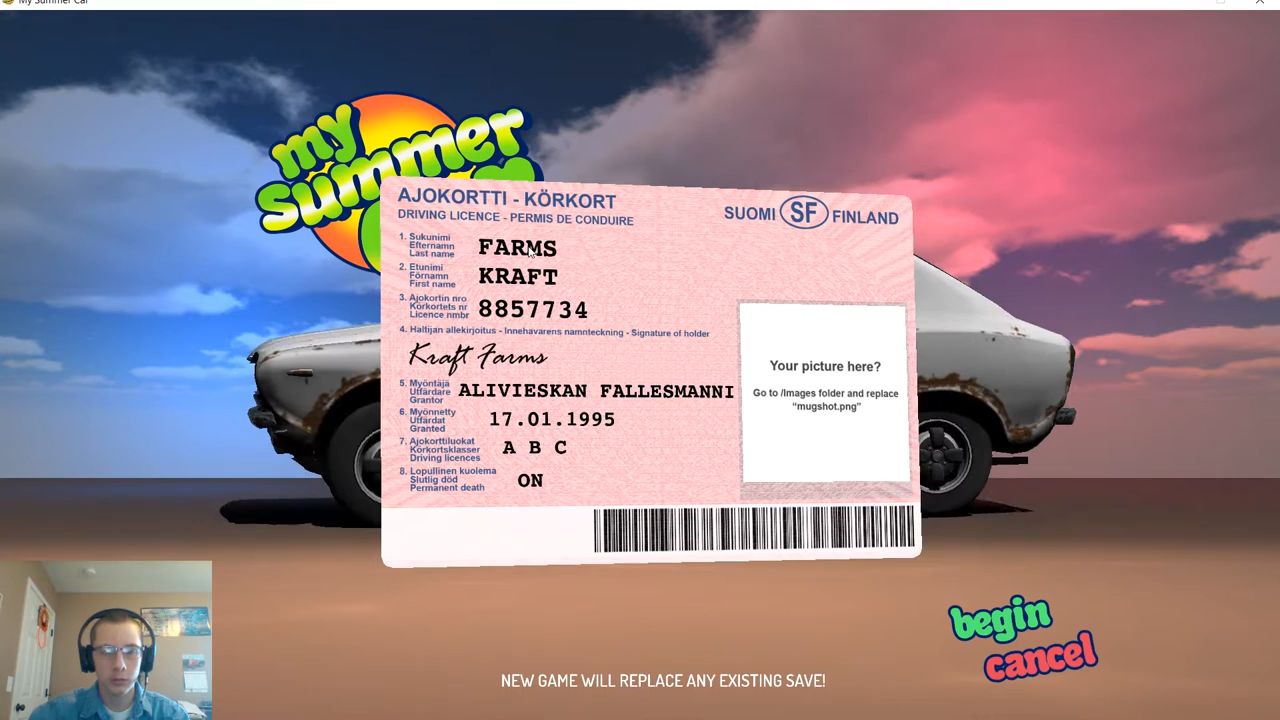 My Summer Car
my
summer
AJOKORTTI - KÖRKORT
DRIVING LICENCE - PERMIS DE CONDUIRE
SUOMI SF FINLAND
1. Sukunimi
Efternamn
Last name
FARMS
2. Etunimi
Förnamn
First name
KRAFT
3. Ajokortin nro
Körkortets nr
Licence nmbr
8857734
4. Haltijan allekirjoitus - Innehavarens namnteckning - Signature of holder
Kraft Farms
5. Myöntäjä
Utfärdare
Grantor
ALIVIESKAN FALLESMANNI
6. Myönnetty
Utfärdat
Granted
17.01.1995
7. Ajokorttiluokat
Körkortsklasser
Driving licences
A B C
8. Lopullinen kuolema
Slutlig död
Permanent death
ON
Your picture here?
Go to /Images folder and replace
"mugshot.png"
begin
cancel
NEW GAME WILL REPLACE ANY EXISTING SAVE!